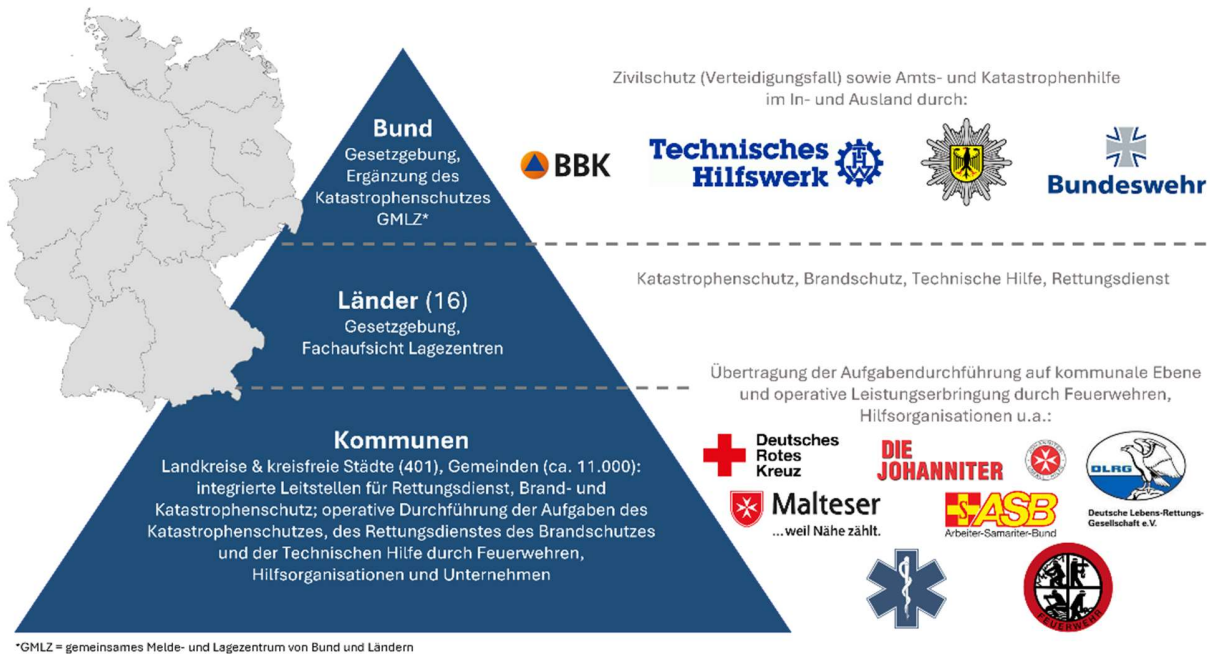 Bund
Gesetzgebung,
Ergänzung des
Katastrophenschutzes
GMLZ*
Zivilschutz (Verteidigungsfall) sowie Amts- und Katastrophenhilfe
im In- und Ausland durch:
BBK
Technisches
Hilfswerk
THW
Bundeswehr
Länder (16)
Gesetzgebung,
Fachaufsicht Lagezentren
Katastrophenschutz, Brandschutz, Technische Hilfe, Rettungsdienst
Kommunen
Landkreise & kreisfreie Städte (401), Gemeinden (ca. 11.000):
integrierte Leitstellen für Rettungsdienst, Brand- und
Katastrophenschutz; operative Durchführung der Aufgaben des
Katastrophenschutzes, des Rettungsdienstes des Brandschutzes
und der Technischen Hilfe durch Feuerwehren,
Hilfsorganisationen und Unternehmen
Übertragung der Aufgabendurchführung auf kommunale Ebene
und operative Leistungserbringung durch Feuerwehren,
Hilfsorganisationen u.a.:
Deutsches
Rotes
Kreuz
DIE
JOHANNITER
DLRG
Deutsche Lebens-Rettungs-
Gesellschaft e.V.
Malteser
...weil Nähe zählt.
S
ASB
Arbeiter-Samariter-Bund
FEUERWEHR
*GMLZ = gemeinsames Melde- und Lagezentrum von Bund und Ländern